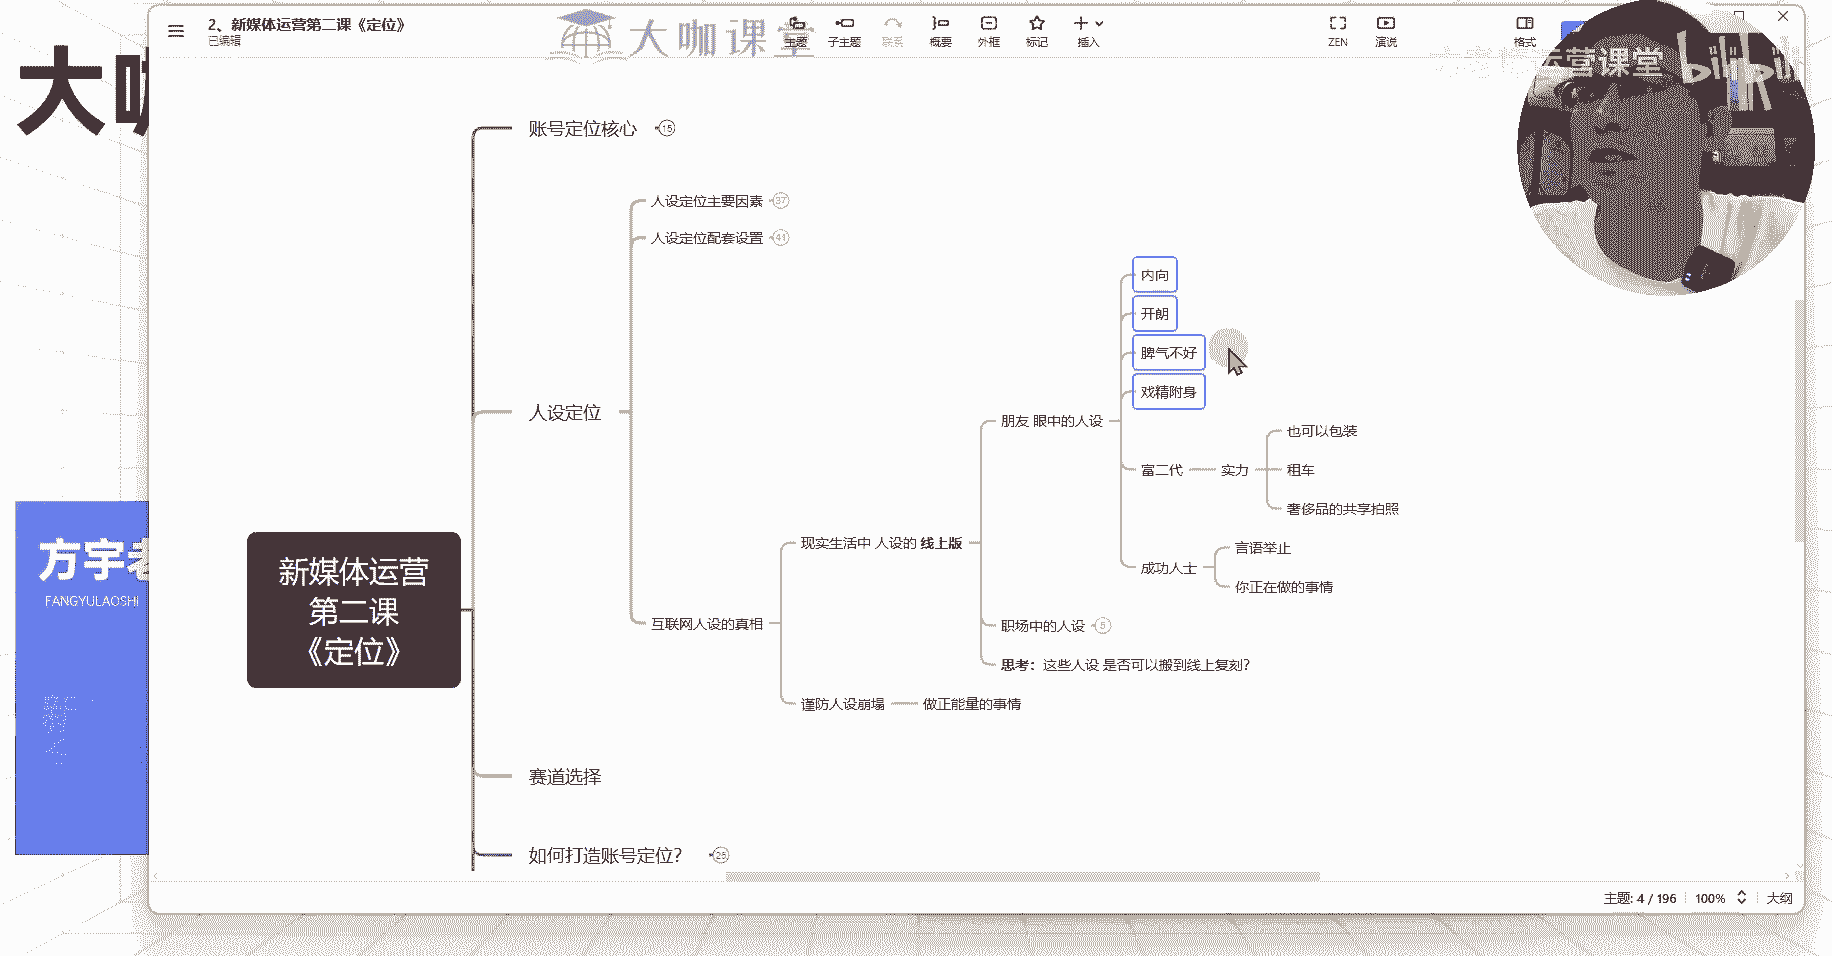 2、新媒体运营第二课《定位》
已编辑
大咖课堂
主题
子主题
联系
概要
外框
标记
插入
ZEN
演说
格式
运营课堂
bilibili
大
方宇老
FANGYULAOSHI
新媒体运营
第二课
《定位》
账号定位核心 15
人设定位
人设定位主要因素 37
人设定位配套设置 41
互联网人设的真相
现实生活中 人设的 线上版
朋友 眼中的人设
内向
开朗
脾气不好
戏精附身
富二代
实力
也可以包装
租车
奢侈品的共享拍照
成功人士
言语举止
你正在做的事情
职场中的人设 5
思考：这些人设 是否可以搬到线上复刻？
谨防人设崩塌
做正能量的事情
赛道选择
如何打造账号定位？
主题: 4 / 196
100%
大纲